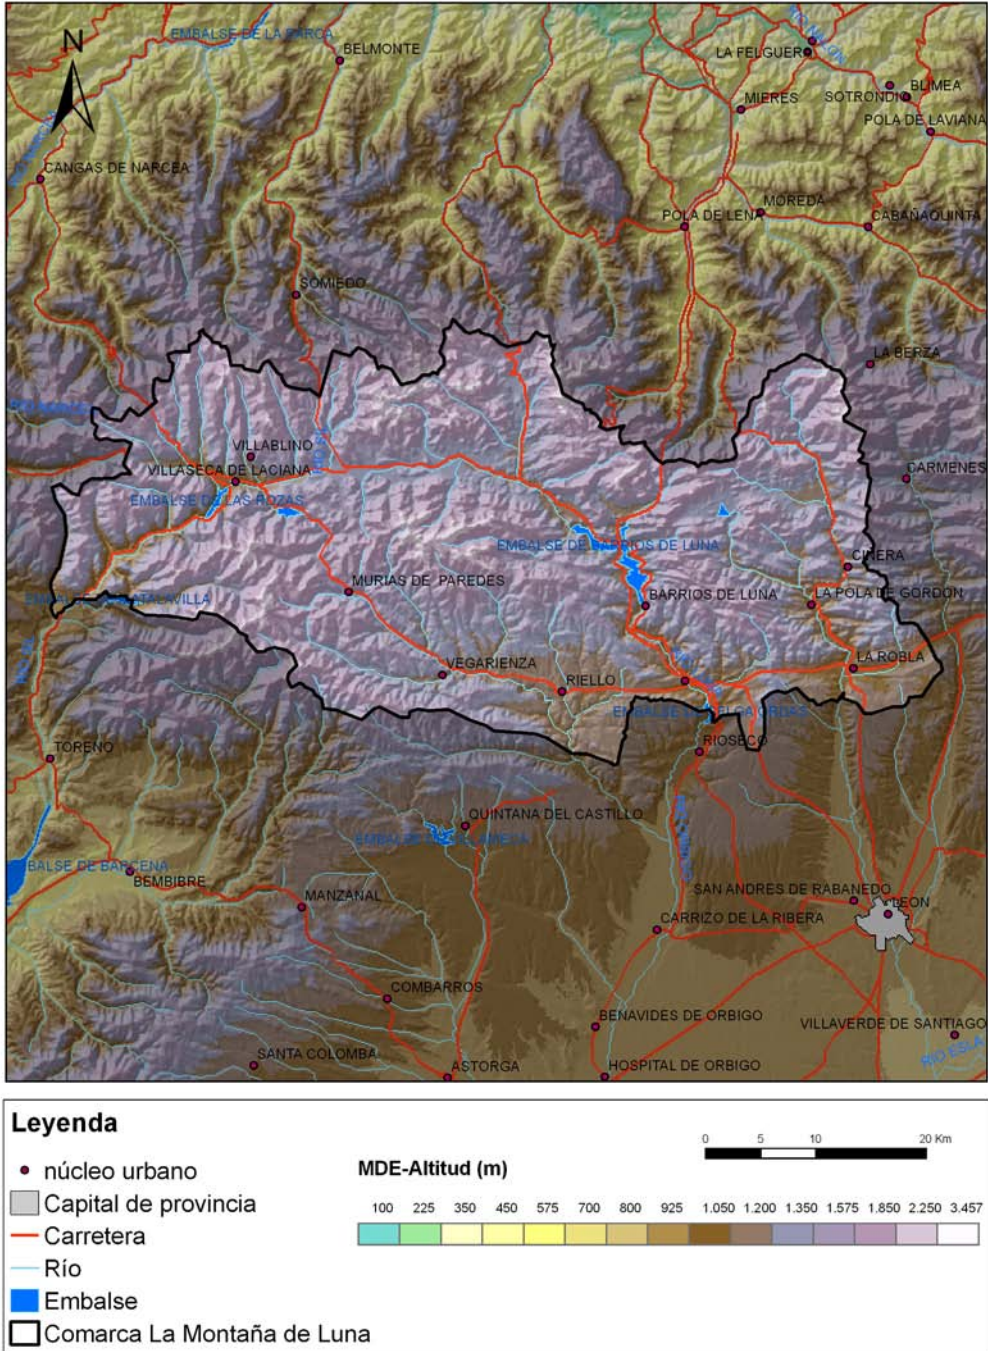 N
EMBALSE DE LA BARCA
BELMONTE
LA FELGUER
SOTRONDIO
BLIMEA
MIERES
POLA DE LAVIANA
CANGAS DE NARCEA
MOREDA
POLA DE LENA
CABAÑAQUINTA
SOMIEDO
LA BERZA
VILLABLINO
VILLASECA DE LACIANA
CARMENES
EMBALSE DE LAS ROZAS
EMBALSE DE BARRIOS DE LUNA
CIÑERA
MURIAS DE PAREDES
BARRIOS DE LUNA
LA POLA DE GORDON
VEGARIENZA
RIELLO
LA ROBLA
RIO SIL
RIOSECO
TORENO
QUINTANA DEL CASTILLO
BALSE DE BARCENA
BEMBIBRE
MANZANAL
SAN ANDRES DE RABANEDO
LEON
CARRIZO DE LA RIBERA
COMBARROS
BENAVIDES DE ORBIGO
VILLAVERDE DE SANTIAGO
RIO ESLA
SANTA COLOMBA
ASTORGA
HOSPITAL DE ORBIGO
Leyenda
núcleo urbano
Capital de provincia
Carretera
Río
Embalse
Comarca La Montaña de Luna
0 5 10 20 Km
MDE-Altitud (m)
100 225 350 450 575 700 800 925 1.050 1.200 1.350 1.575 1.850 2.250 3.457